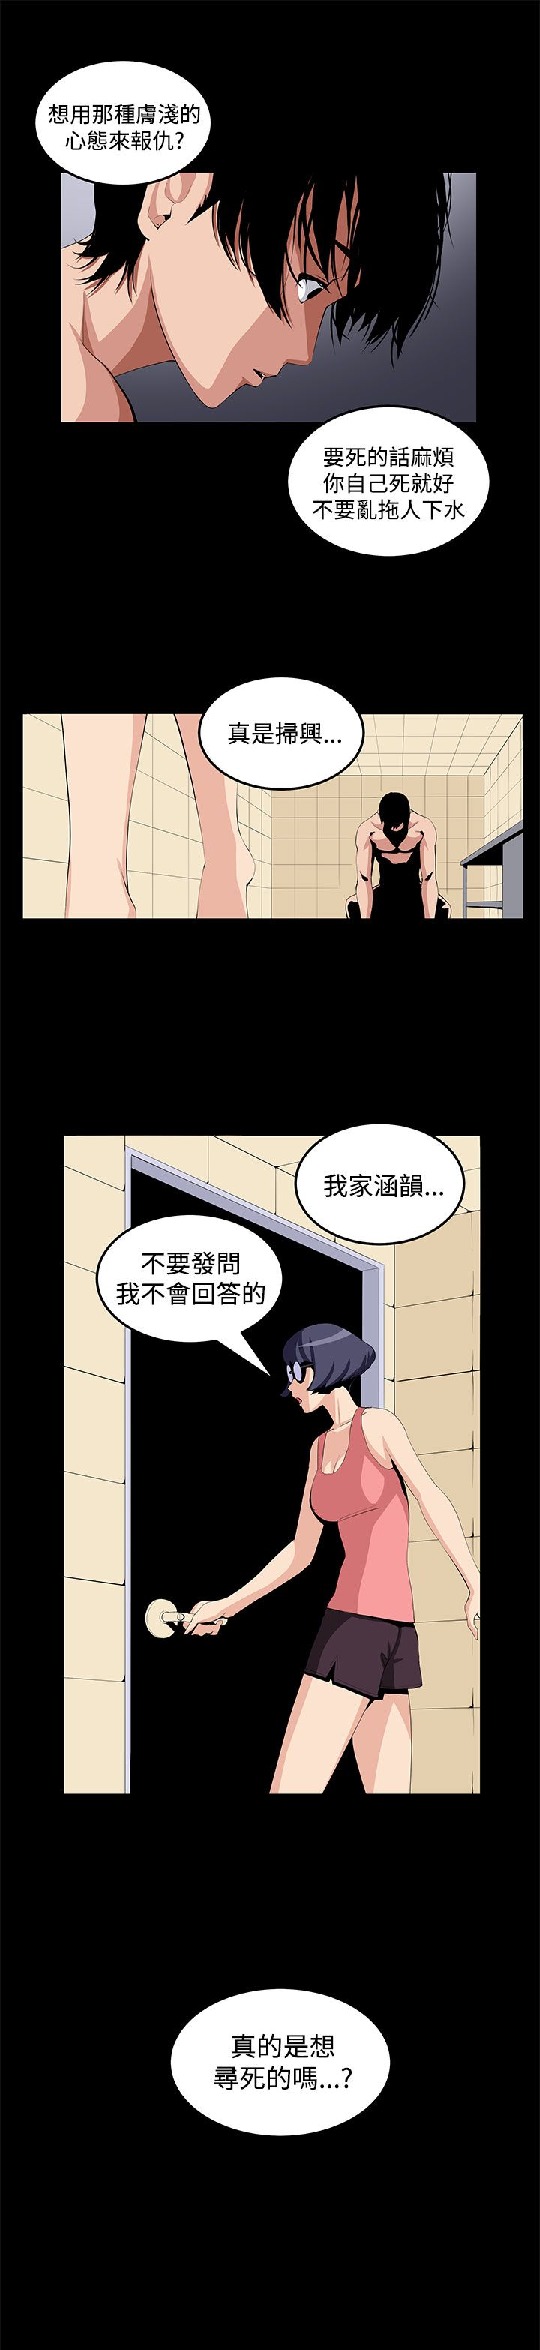 想用那種膚淺的
心態來報仇?
要死的話麻煩
你自己死就好
不要亂拖人下水
真是掃興...
我家涵韻...
不要發問
我不會回答的
真的是想
尋死的嗎...?